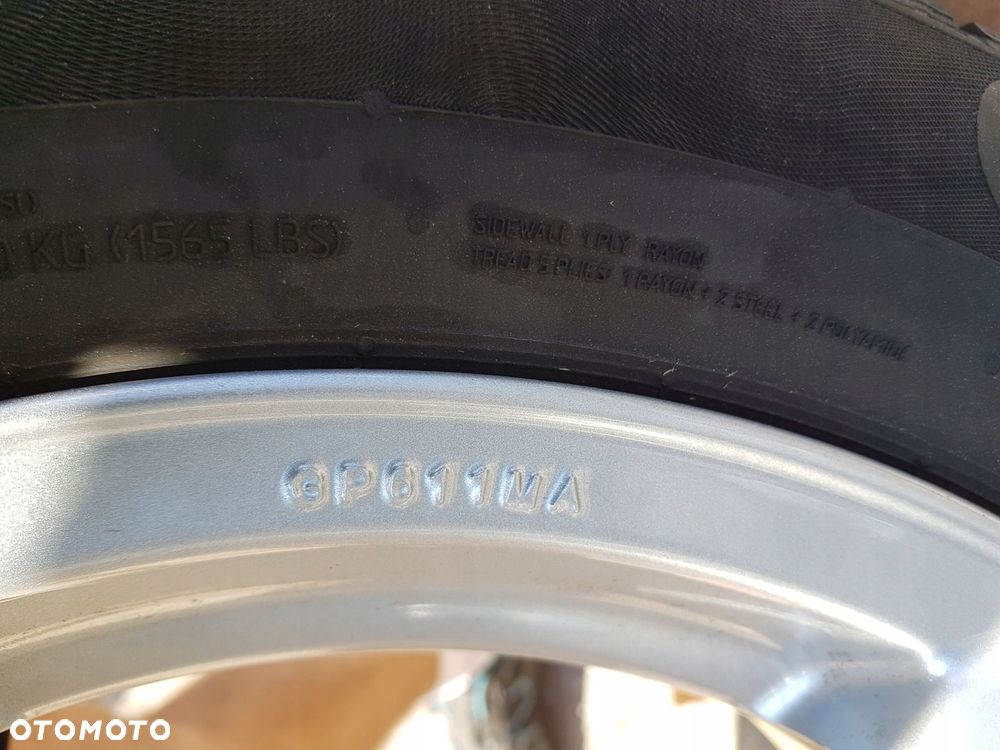 KG (1565 LBS)
SIDEWALL 1 PLY RAYON
TREAD 5 PLIES 1 RAYON + 2 STEEL + 2 POLYAMIDE
GP611MA
OTOMOTO